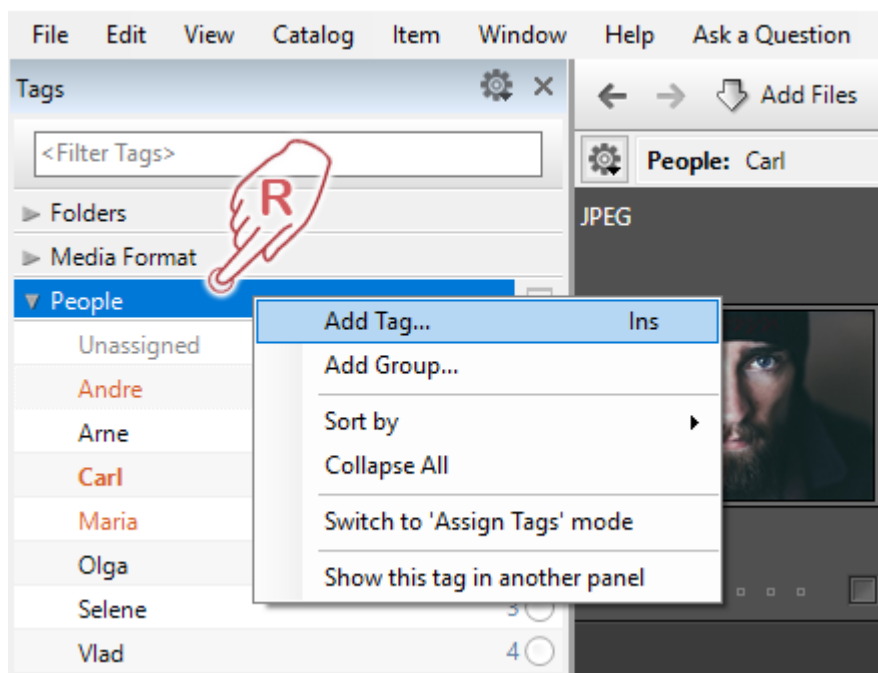 File Edit View Catalog Item Window Help Ask a Question
Tags
Add Files
<Filter Tags>
People: Carl
R
Folders
JPEG
Media Format
People
Unassigned
Andre
Arne
Carl
Maria
Olga
Selene 3
Vlad 4
Add Tag... Ins
Add Group...
Sort by
Collapse All
Switch to 'Assign Tags' mode
Show this tag in another panel